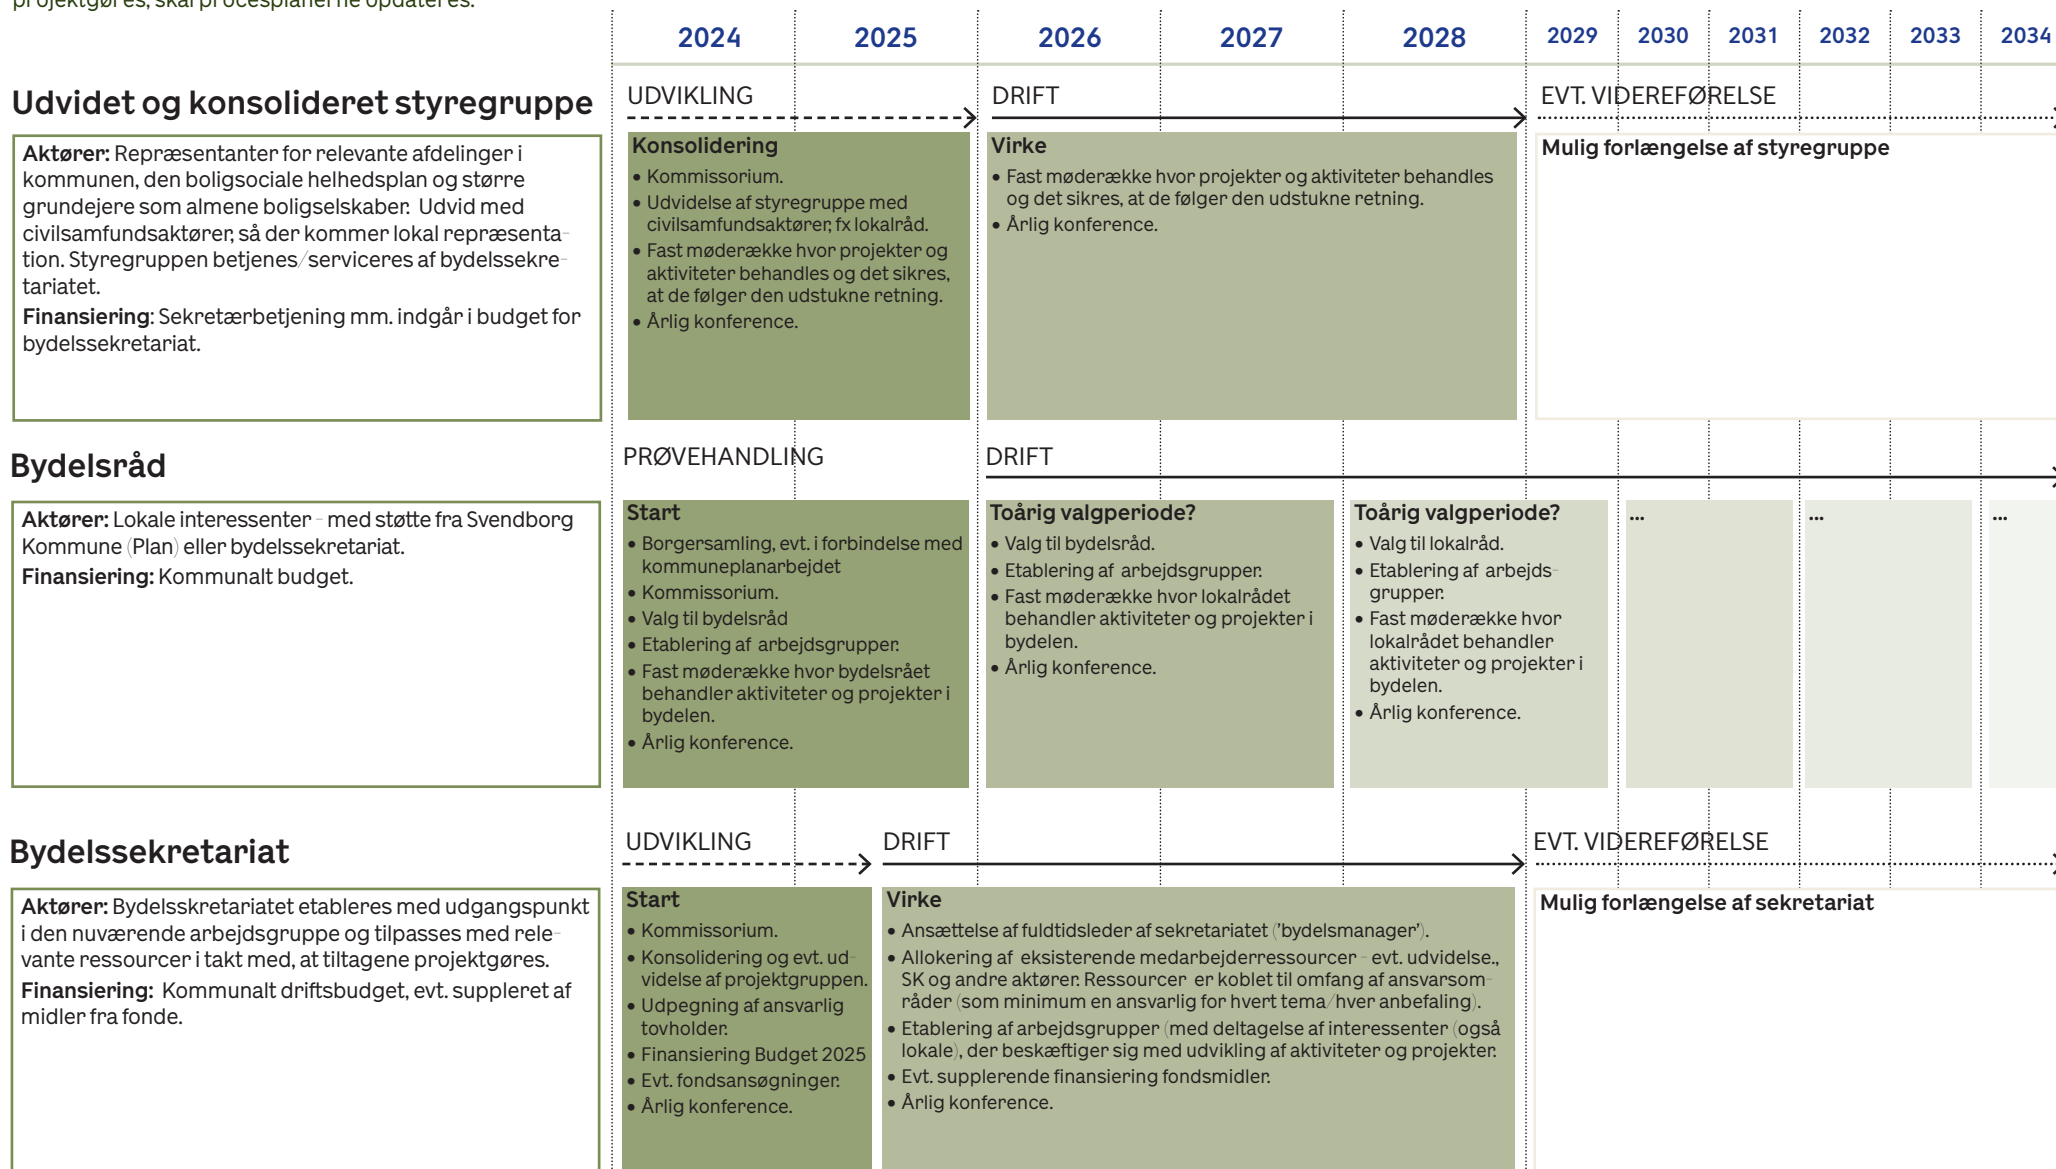 projektgøres, skal procesplanerne opdateres.
2024 2025 2026 2027 2028 2029 2030 2031 2032 2033 2034
Udvidet og konsolideret styregruppe
UDVIKLING
DRIFT
EVT. VIDEREFØRELSE
Aktører: Repræsentanter for relevante afdelinger i
kommunen, den boligsociale helhedsplan og større
grundejere som almene boligselskaber. Udvid med
civilsamfundsaktører, så der kommer lokal repræsenta-
tion. Styregruppen betjenes/serviceres af bydelssekre-
tariatet.
Finansiering: Sekretærbetjening mm. indgår i budget for
bydelssekretariat.
Konsolidering
• Kommissorium.
• Udvidelse af styregruppe med
civilsamfundsaktører, fx lokalråd.
• Fast møderække hvor projekter og
aktiviteter behandles og det sikres,
at de følger den udstukne retning.
• Årlig konference.
Virke
• Fast møderække hvor projekter og aktiviteter behandles
og det sikres, at de følger den udstukne retning.
• Årlig konference.
Mulig forlængelse af styregruppe
Bydelsråd
PRØVEHANDLING
DRIFT
Aktører: Lokale interessenter - med støtte fra Svendborg
Kommune (Plan) eller bydelssekretariat.
Finansiering: Kommunalt budget.
Start
• Borgersamling, evt. i forbindelse med
kommuneplanarbejdet
• Kommissorium.
• Valg til bydelsråd
• Etablering af arbejdsgrupper.
• Fast møderække hvor bydelsrået
behandler aktiviteter og projekter i
bydelen.
• Årlig konference.
Toårig valgperiode?
• Valg til bydelsråd.
• Etablering af arbejdsgrupper.
• Fast møderække hvor lokalrådet
behandler aktiviteter og projekter i
bydelen.
• Årlig konference.
Toårig valgperiode?
• Valg til lokalråd.
• Etablering af arbejds-
grupper.
• Fast møderække hvor
lokalrådet behandler
aktiviteter og projekter i
bydelen.
• Årlig konference.
...
...
...
Bydelssekretariat
UDVIKLING
DRIFT
EVT. VIDEREFØRELSE
Aktører: Bydelsskretariatet etableres med udgangspunkt
i den nuværende arbejdsgruppe og tilpasses med rele-
vante ressourcer i takt med, at tiltagene projektgøres.
Finansiering: Kommunalt driftsbudget, evt. suppleret af
midler fra fonde.
Start
• Kommissorium.
• Konsolidering og evt. ud-
videlse af projektgruppen.
• Udpegning af ansvarlig
tovholder.
• Finansiering Budget 2025
• Evt. fondsansøgninger.
• Årlig konference.
Virke
• Ansættelse af fuldtidsleder af sekretariatet ('bydelsmanager').
• Allokering af eksisterende medarbejderressourcer - evt. udvidelse.,
SK og andre aktører. Ressourcer er koblet til omfang af ansvarsom-
råder (som minimum en ansvarlig for hvert tema/hver anbefaling).
• Etablering af arbejdsgrupper (med deltagelse af interessenter (også
lokale), der beskæftiger sig med udvikling af aktiviteter og projekter.
• Evt. supplerende finansiering fondsmidler.
• Årlig konference.
Mulig forlængelse af sekretariat